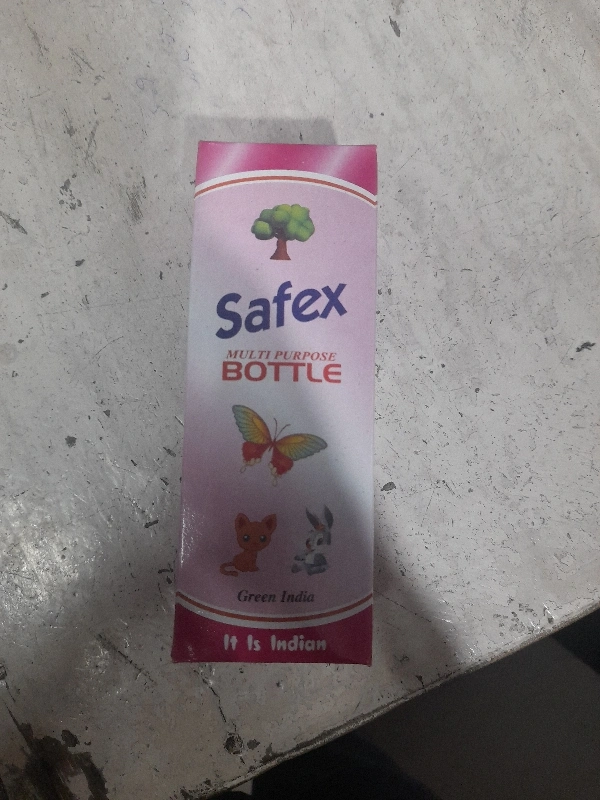 Safex
MULTI PURPOSE
BOTTLE
Green India
It Is Indian